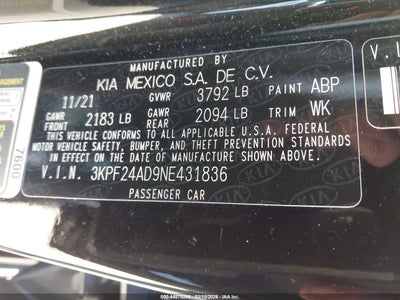 MANUFACTURED BY
KIA MEXICO S.A. DE C.V.
11/21 GVWR 3792 LB PAINT ABP
GAWR FRONT 2183 LB GAWR REAR 2094 LB TRIM WK
THIS VEHICLE CONFORMS TO ALL APPLICABLE U.S.A. FEDERAL
MOTOR VEHICLE SAFETY, BUMPER, AND THEFT PREVENTION STANDARDS
IN EFFECT ON THE DATE OF MANUFACTURE SHOWN ABOVE.
V.I.N. 3KPF24AD9NE431836
PASSENGER CAR
7600
V.I.N